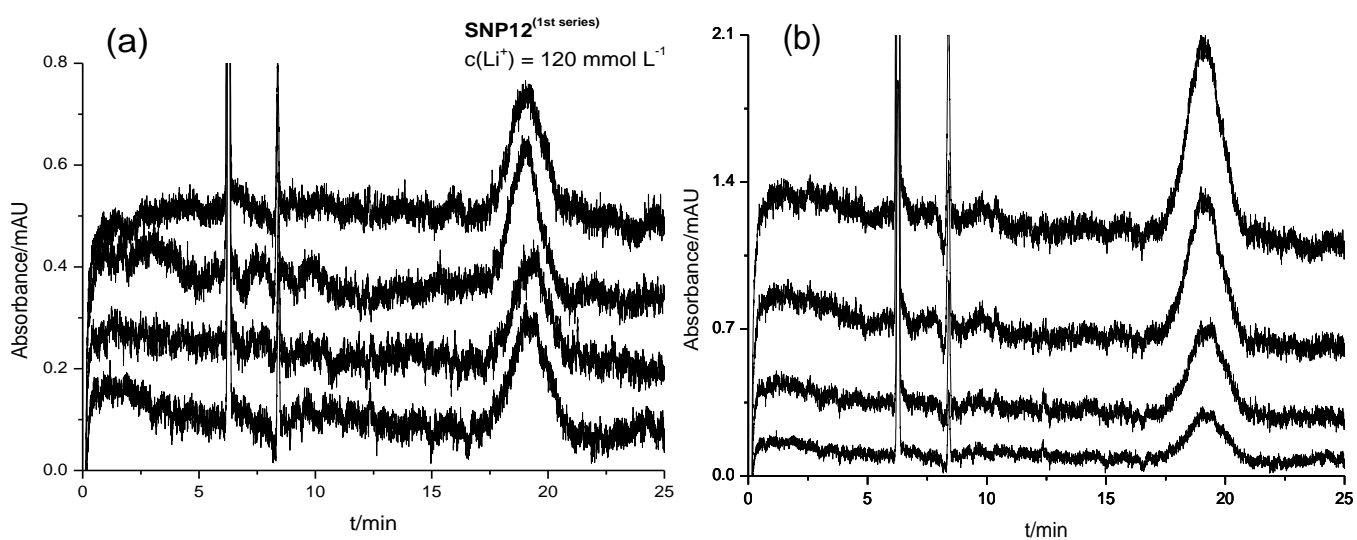 (a)
SNP12(1st series)
c(Li+) = 120 mmol L-1
0.8
0.6
0.4
0.2
0.0
Absorbance/mAU
0 5 10 15 20 25
t/min
(b)
2.1
1.4
0.7
0.0
Absorbance/mAU
0 5 10 15 20 25
t/min